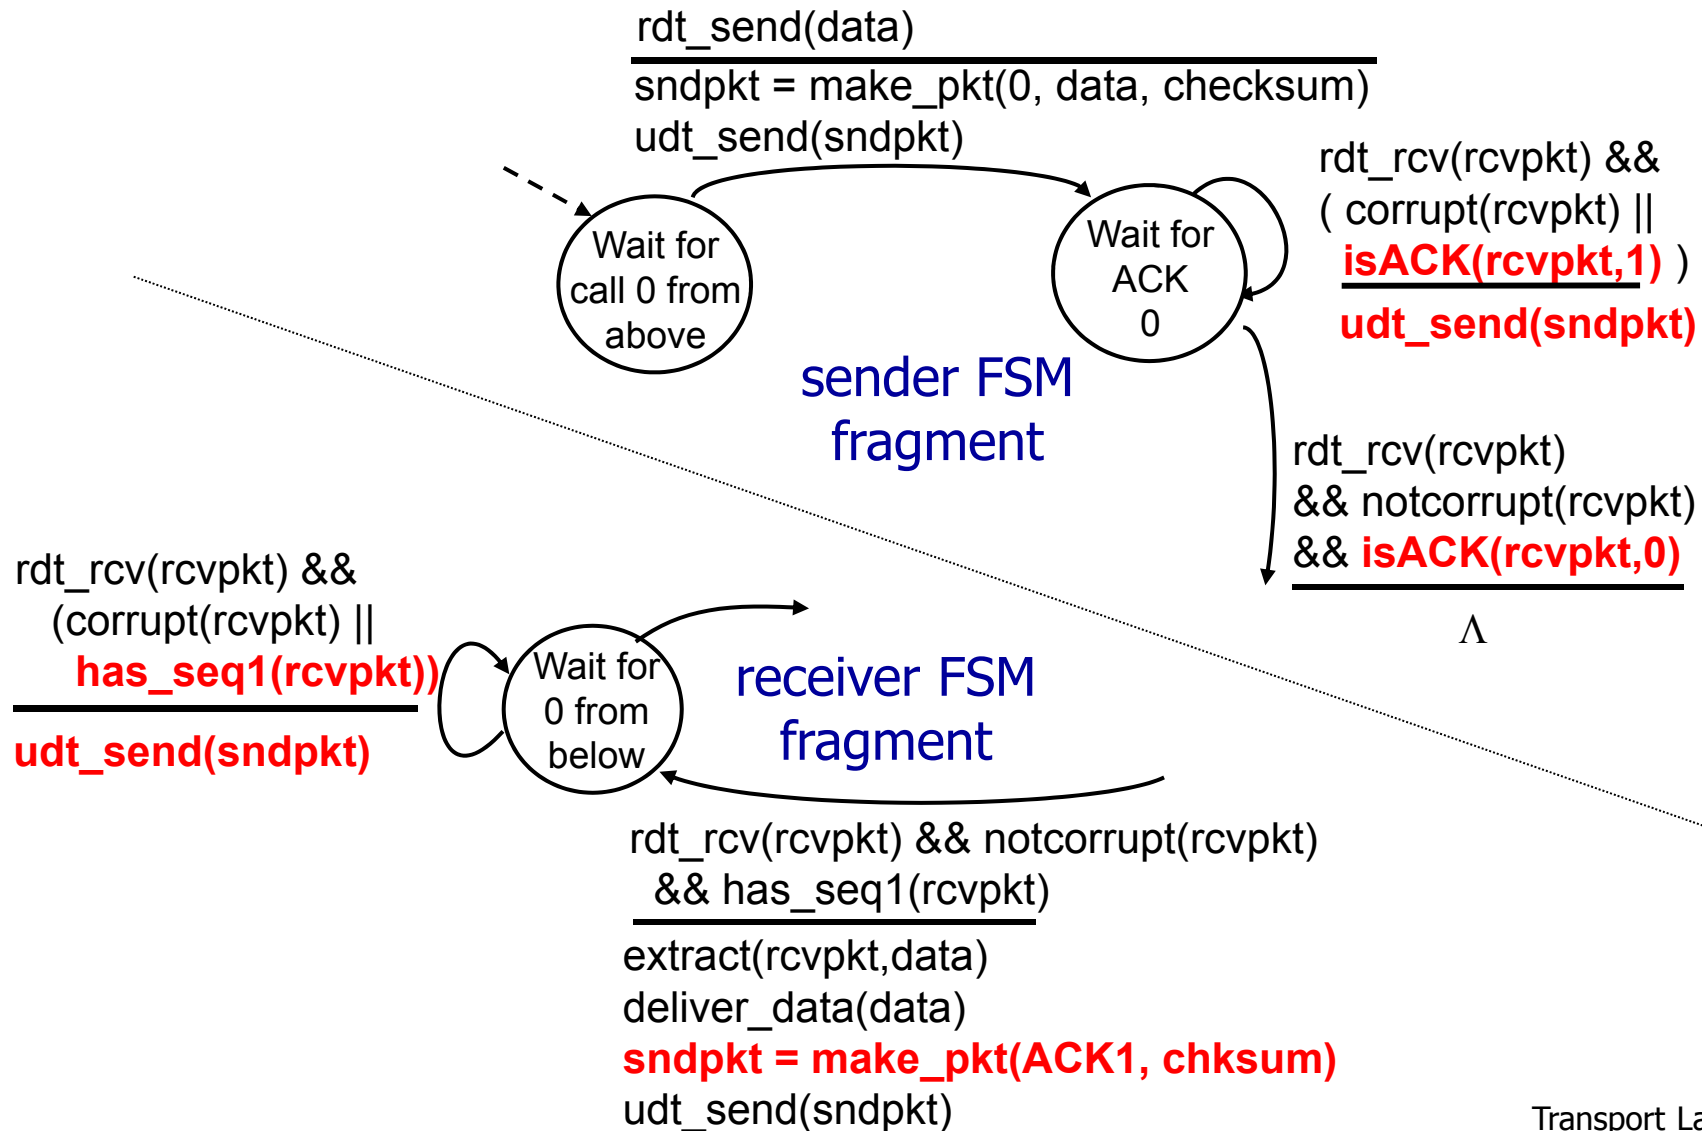 rdt_send(data)
sndpkt = make_pkt(0, data, checksum)
udt_send(sndpkt)
Wait for
call 0 from
above
Wait for
ACK
0
rdt_rcv(rcvpkt) &&
( corrupt(rcvpkt) ||
isACK(rcvpkt,1) )
udt_send(sndpkt)
sender FSM
fragment
rdt_rcv(rcvpkt)
&& notcorrupt(rcvpkt)
&& isACK(rcvpkt,0)
Λ
rdt_rcv(rcvpkt) &&
(corrupt(rcvpkt) ||
has_seq1(rcvpkt))
udt_send(sndpkt)
Wait for
0 from
below
receiver FSM
fragment
rdt_rcv(rcvpkt) && notcorrupt(rcvpkt)
&& has_seq1(rcvpkt)
extract(rcvpkt,data)
deliver_data(data)
sndpkt = make_pkt(ACK1, chksum)
udt_send(sndpkt)
Transport La